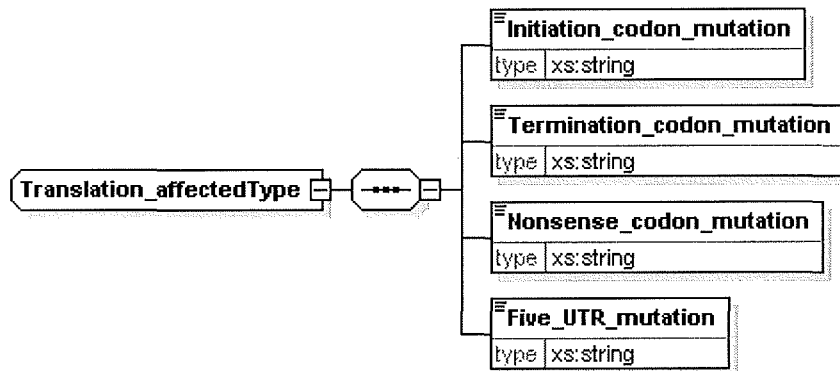 Initiation_codon_mutation
type xs:string
Termination_codon_mutation
type xs:string
Translation_affectedType
Nonsense_codon_mutation
type xs:string
Five_UTR_mutation
type xs:string